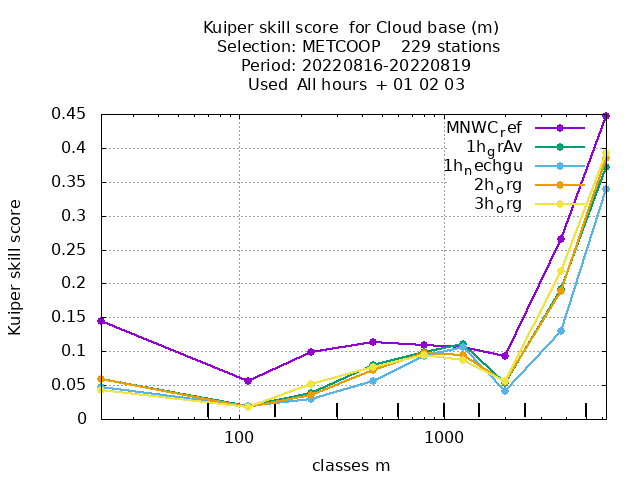 Kuiper skill score  for Cloud base (m)
Selection: METCOOP    229 stations
Period: 20220816-20220819
Used  All hours  + 01 02 03
0.45
0.4
0.35
0.3
0.25
0.2
0.15
0.1
0.05
0
Kuiper skill score
MNWC_ref
1h_grAv
1h_nechgu
2h_org
3h_org
100
1000
classes m